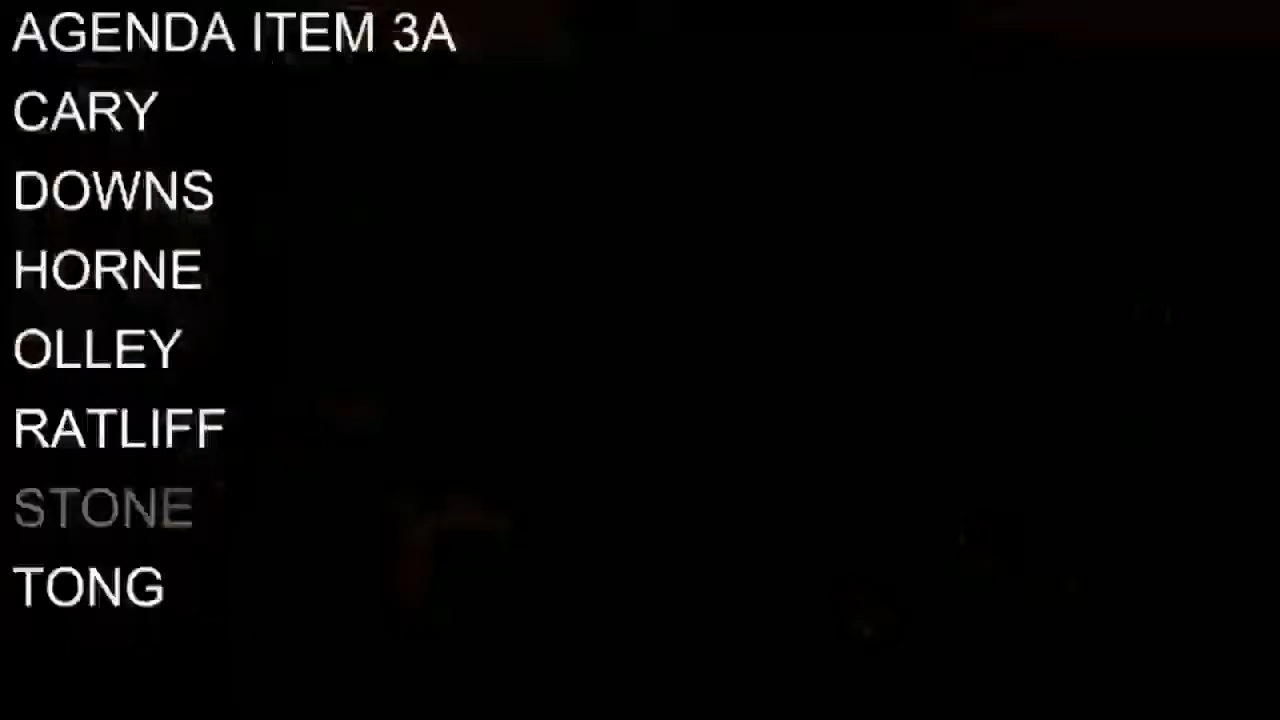 AGENDA ITEM 3A
CARY
DOWNS
HORNE
OLLEY
RATLIFF
STONE
TONG